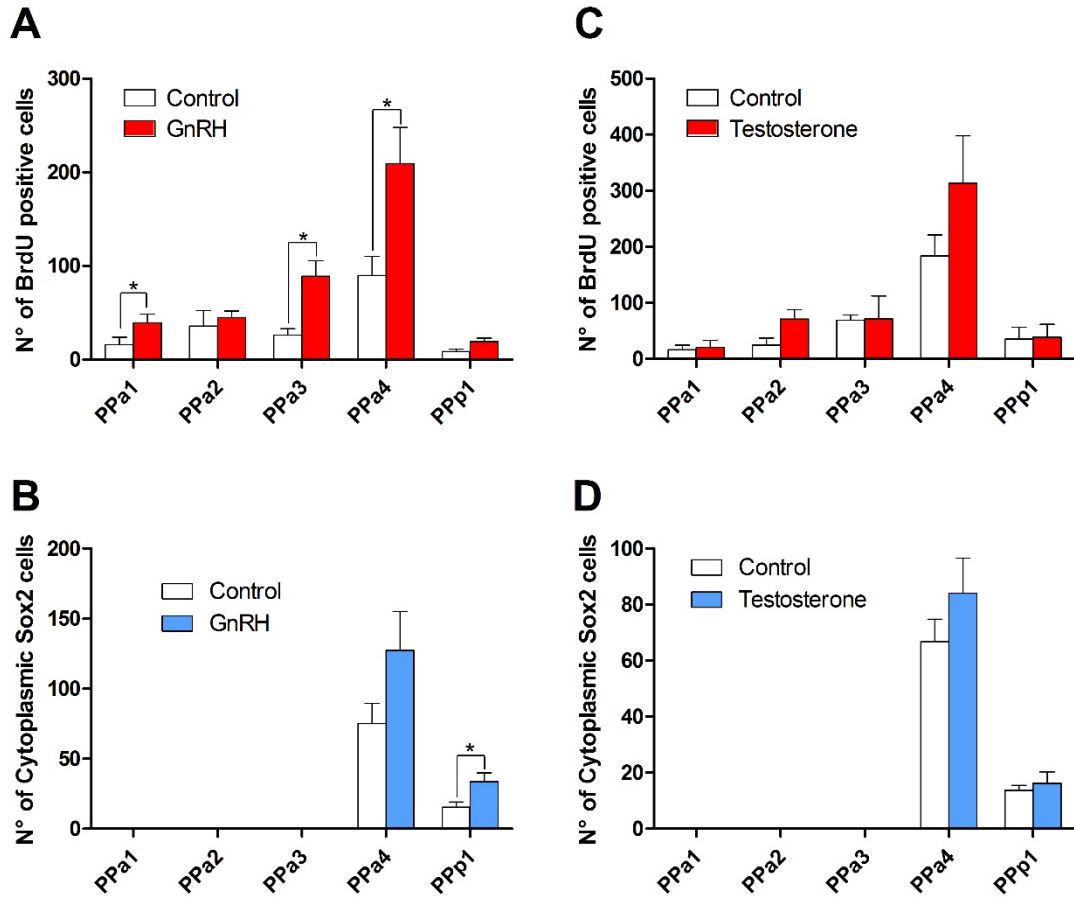 A
N° of BrdU positive cells
300
200
100
0
Control
GnRH
*
*
*
PPa1
PPa2
PPa3
PPa4
PPp1
C
N° of BrdU positive cells
500
400
300
200
100
0
Control
Testosterone
PPa1
PPa2
PPa3
PPa4
PPp1
B
N° of Cytoplasmic Sox2 cells
200
150
100
50
0
Control
GnRH
*
PPa1
PPa2
PPa3
PPa4
PPp1
D
N° of Cytoplasmic Sox2 cells
100
80
60
40
20
0
Control
Testosterone
PPa1
PPa2
PPa3
PPa4
PPp1